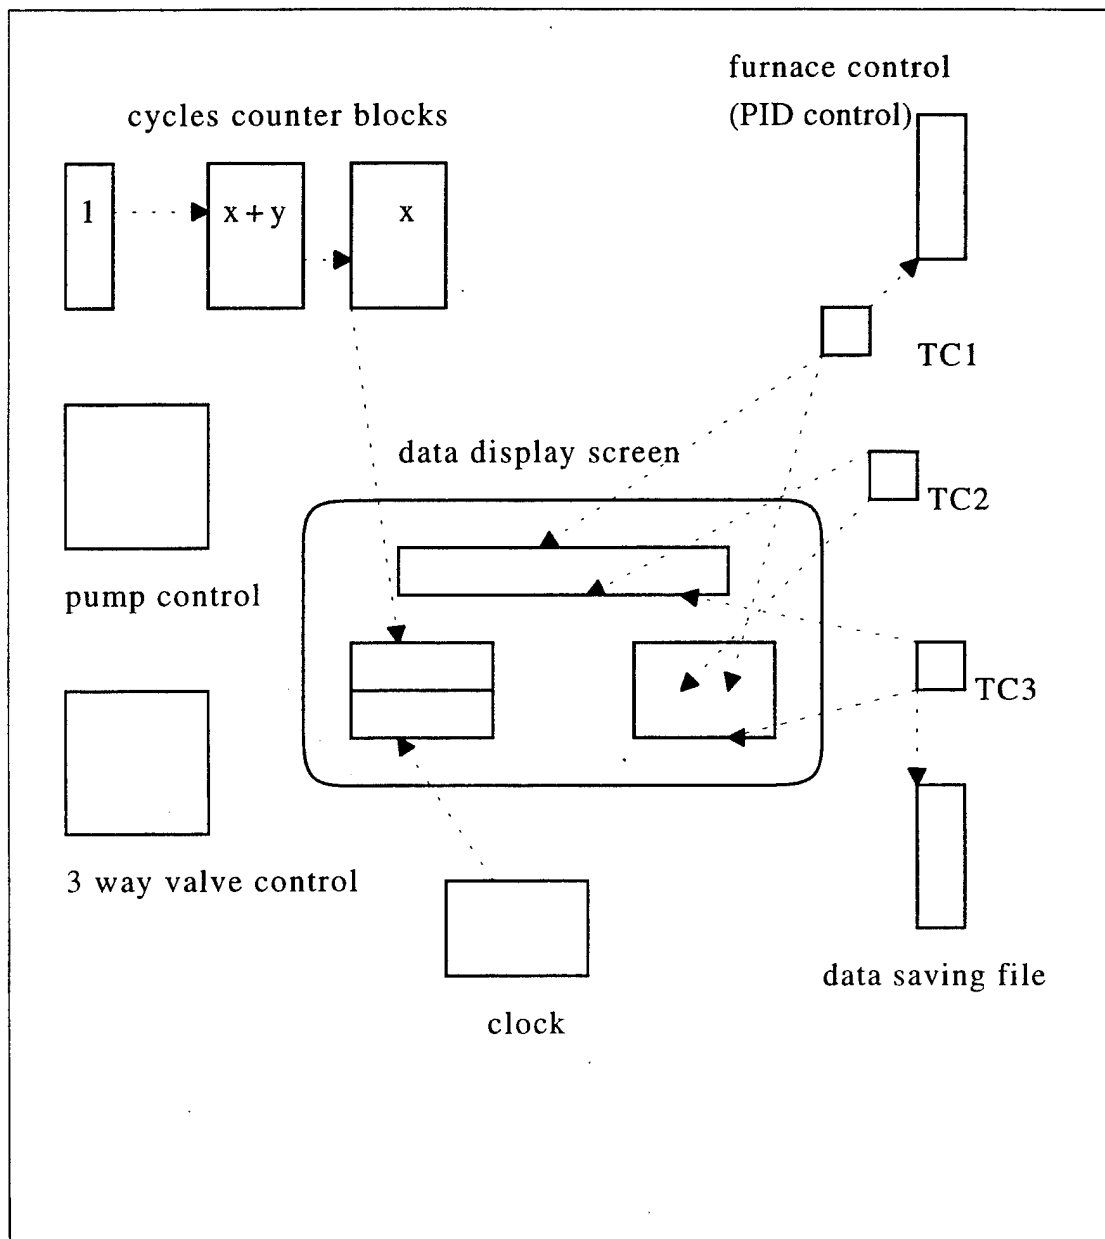 furnace control
(PID control)
cycles counter blocks
1
x + y
x
TC1
data display screen
TC2
pump control
TC3
3 way valve control
data saving file
clock